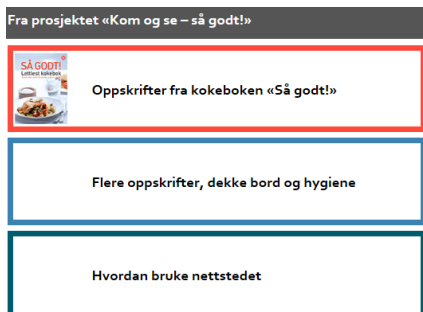 Fra prosjektet «Kom og se – så godt!»
SÅ GODT!
Lettlest kokebok
Oppskrifter fra kokeboken «Så godt!»
Flere oppskrifter, dekke bord og hygiene
Hvordan bruke nettstedet